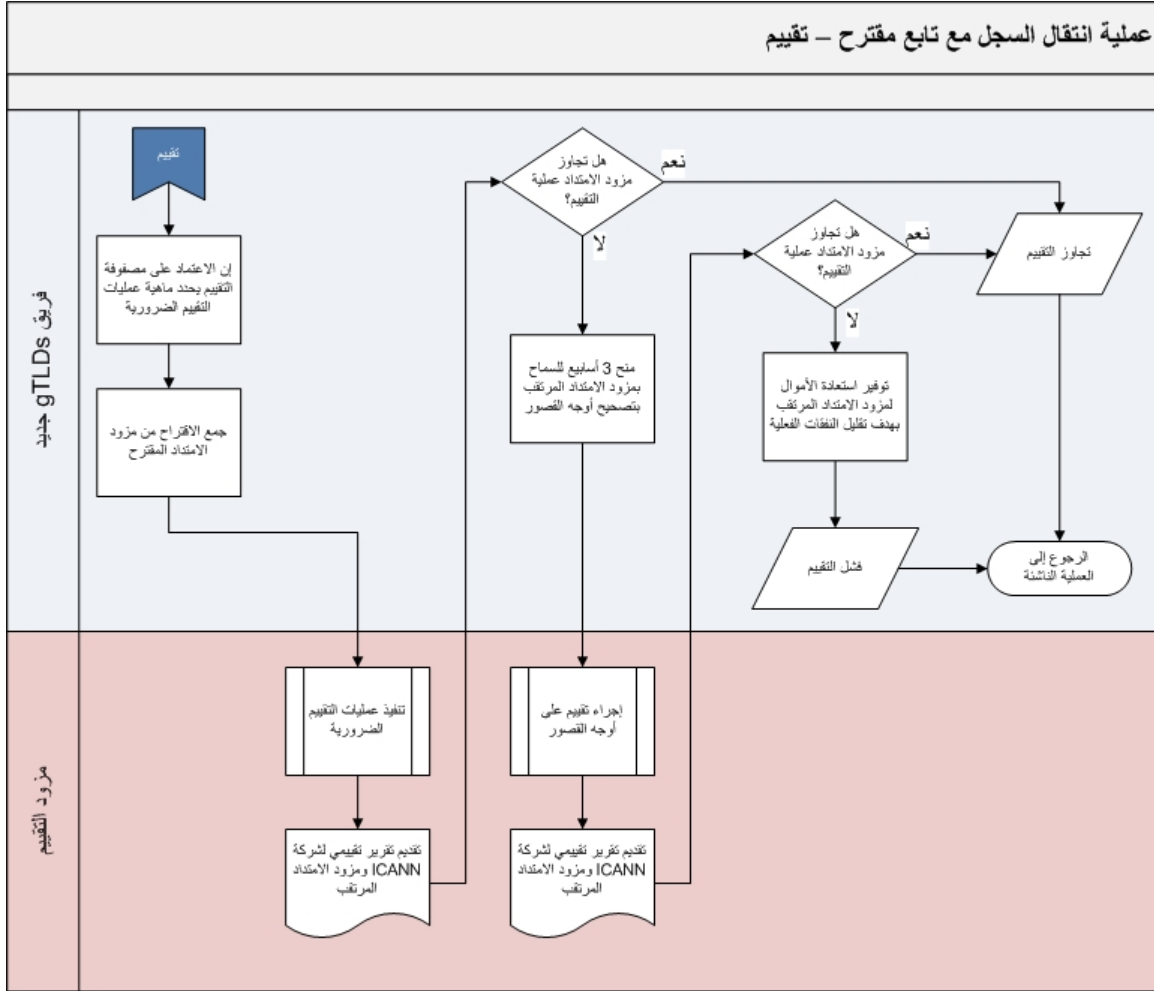 عملية انتقال السجل مع تابع مقترح – تقييم
فريق gTLDs جديد
تقييم
إن الاعتماد على مصفوفة
التقييم يحدد ماهية عمليات
التقييم الضرورية
جمع الاقتراح من مزود
الامتداد المقترح
هل تجاوز
مزود الامتداد عملية
التقييم؟
نعم
لا
منح 3 أسابيع للسماح
بمزود الامتداد المرتقب
بتصحيح أوجه القصور
هل تجاوز
مزود الامتداد عملية
التقييم؟
نعم
لا
توفير استعادة الأموال
لمزود الامتداد المرتقب
بهدف تقليل النفقات الفعلية
فشل التقييم
تجاوز التقييم
الرجوع إلى
العملية الناشئة
مزود التقييم
تنفيذ عمليات التقييم
الضرورية
تقديم تقرير تقييمي لشركة
ICANN ومزود الامتداد
المرتقب
إجراء تقييم على
أوجه القصور
تقديم تقرير تقييمي لشركة
ICANN ومزود الامتداد
المرتقب